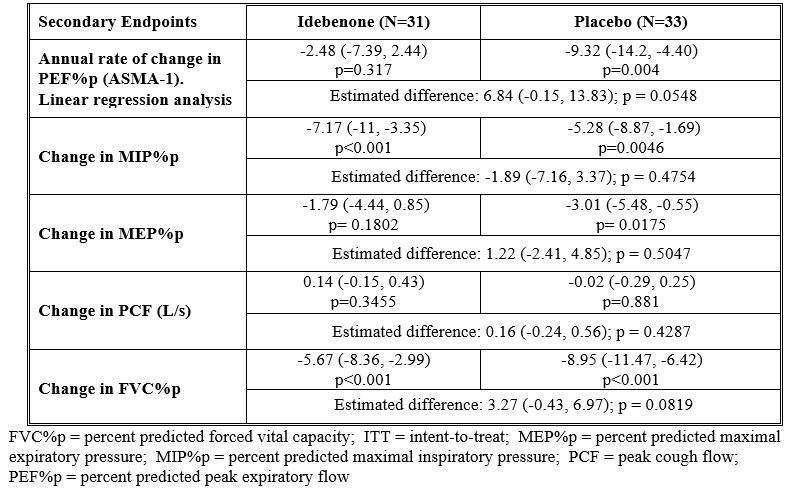 Secondary Endpoints Idebenone (N=31) Placebo (N=33)
Annual rate of change in
PEF%p (ASMA-1).
Linear regression analysis
-2.48 (-7.39, 2.44)
p=0.317
-9.32 (-14.2, -4.40)
p=0.004
Estimated difference: 6.84 (-0.15, 13.83); p = 0.0548
Change in MIP%p
-7.17 (-11, -3.35)
p<0.001
-5.28 (-8.87, -1.69)
p=0.0046
Estimated difference: -1.89 (-7.16, 3.37); p = 0.4754
Change in MEP%p
-1.79 (-4.44, 0.85)
p= 0.1802
-3.01 (-5.48, -0.55)
p= 0.0175
Estimated difference: 1.22 (-2.41, 4.85); p = 0.5047
Change in PCF (L/s)
0.14 (-0.15, 0.43)
p=0.3455
-0.02 (-0.29, 0.25)
p=0.881
Estimated difference: 0.16 (-0.24, 0.56); p = 0.4287
Change in FVC%p
-5.67 (-8.36, -2.99)
p<0.001
-8.95 (-11.47, -6.42)
p<0.001
Estimated difference: 3.27 (-0.43, 6.97); p = 0.0819
FVC%p = percent predicted forced vital capacity; ITT = intent-to-treat; MEP%p = percent predicted maximal
expiratory pressure; MIP%p = percent predicted maximal inspiratory pressure; PCF = peak cough flow;
PEF%p = percent predicted peak expiratory flow